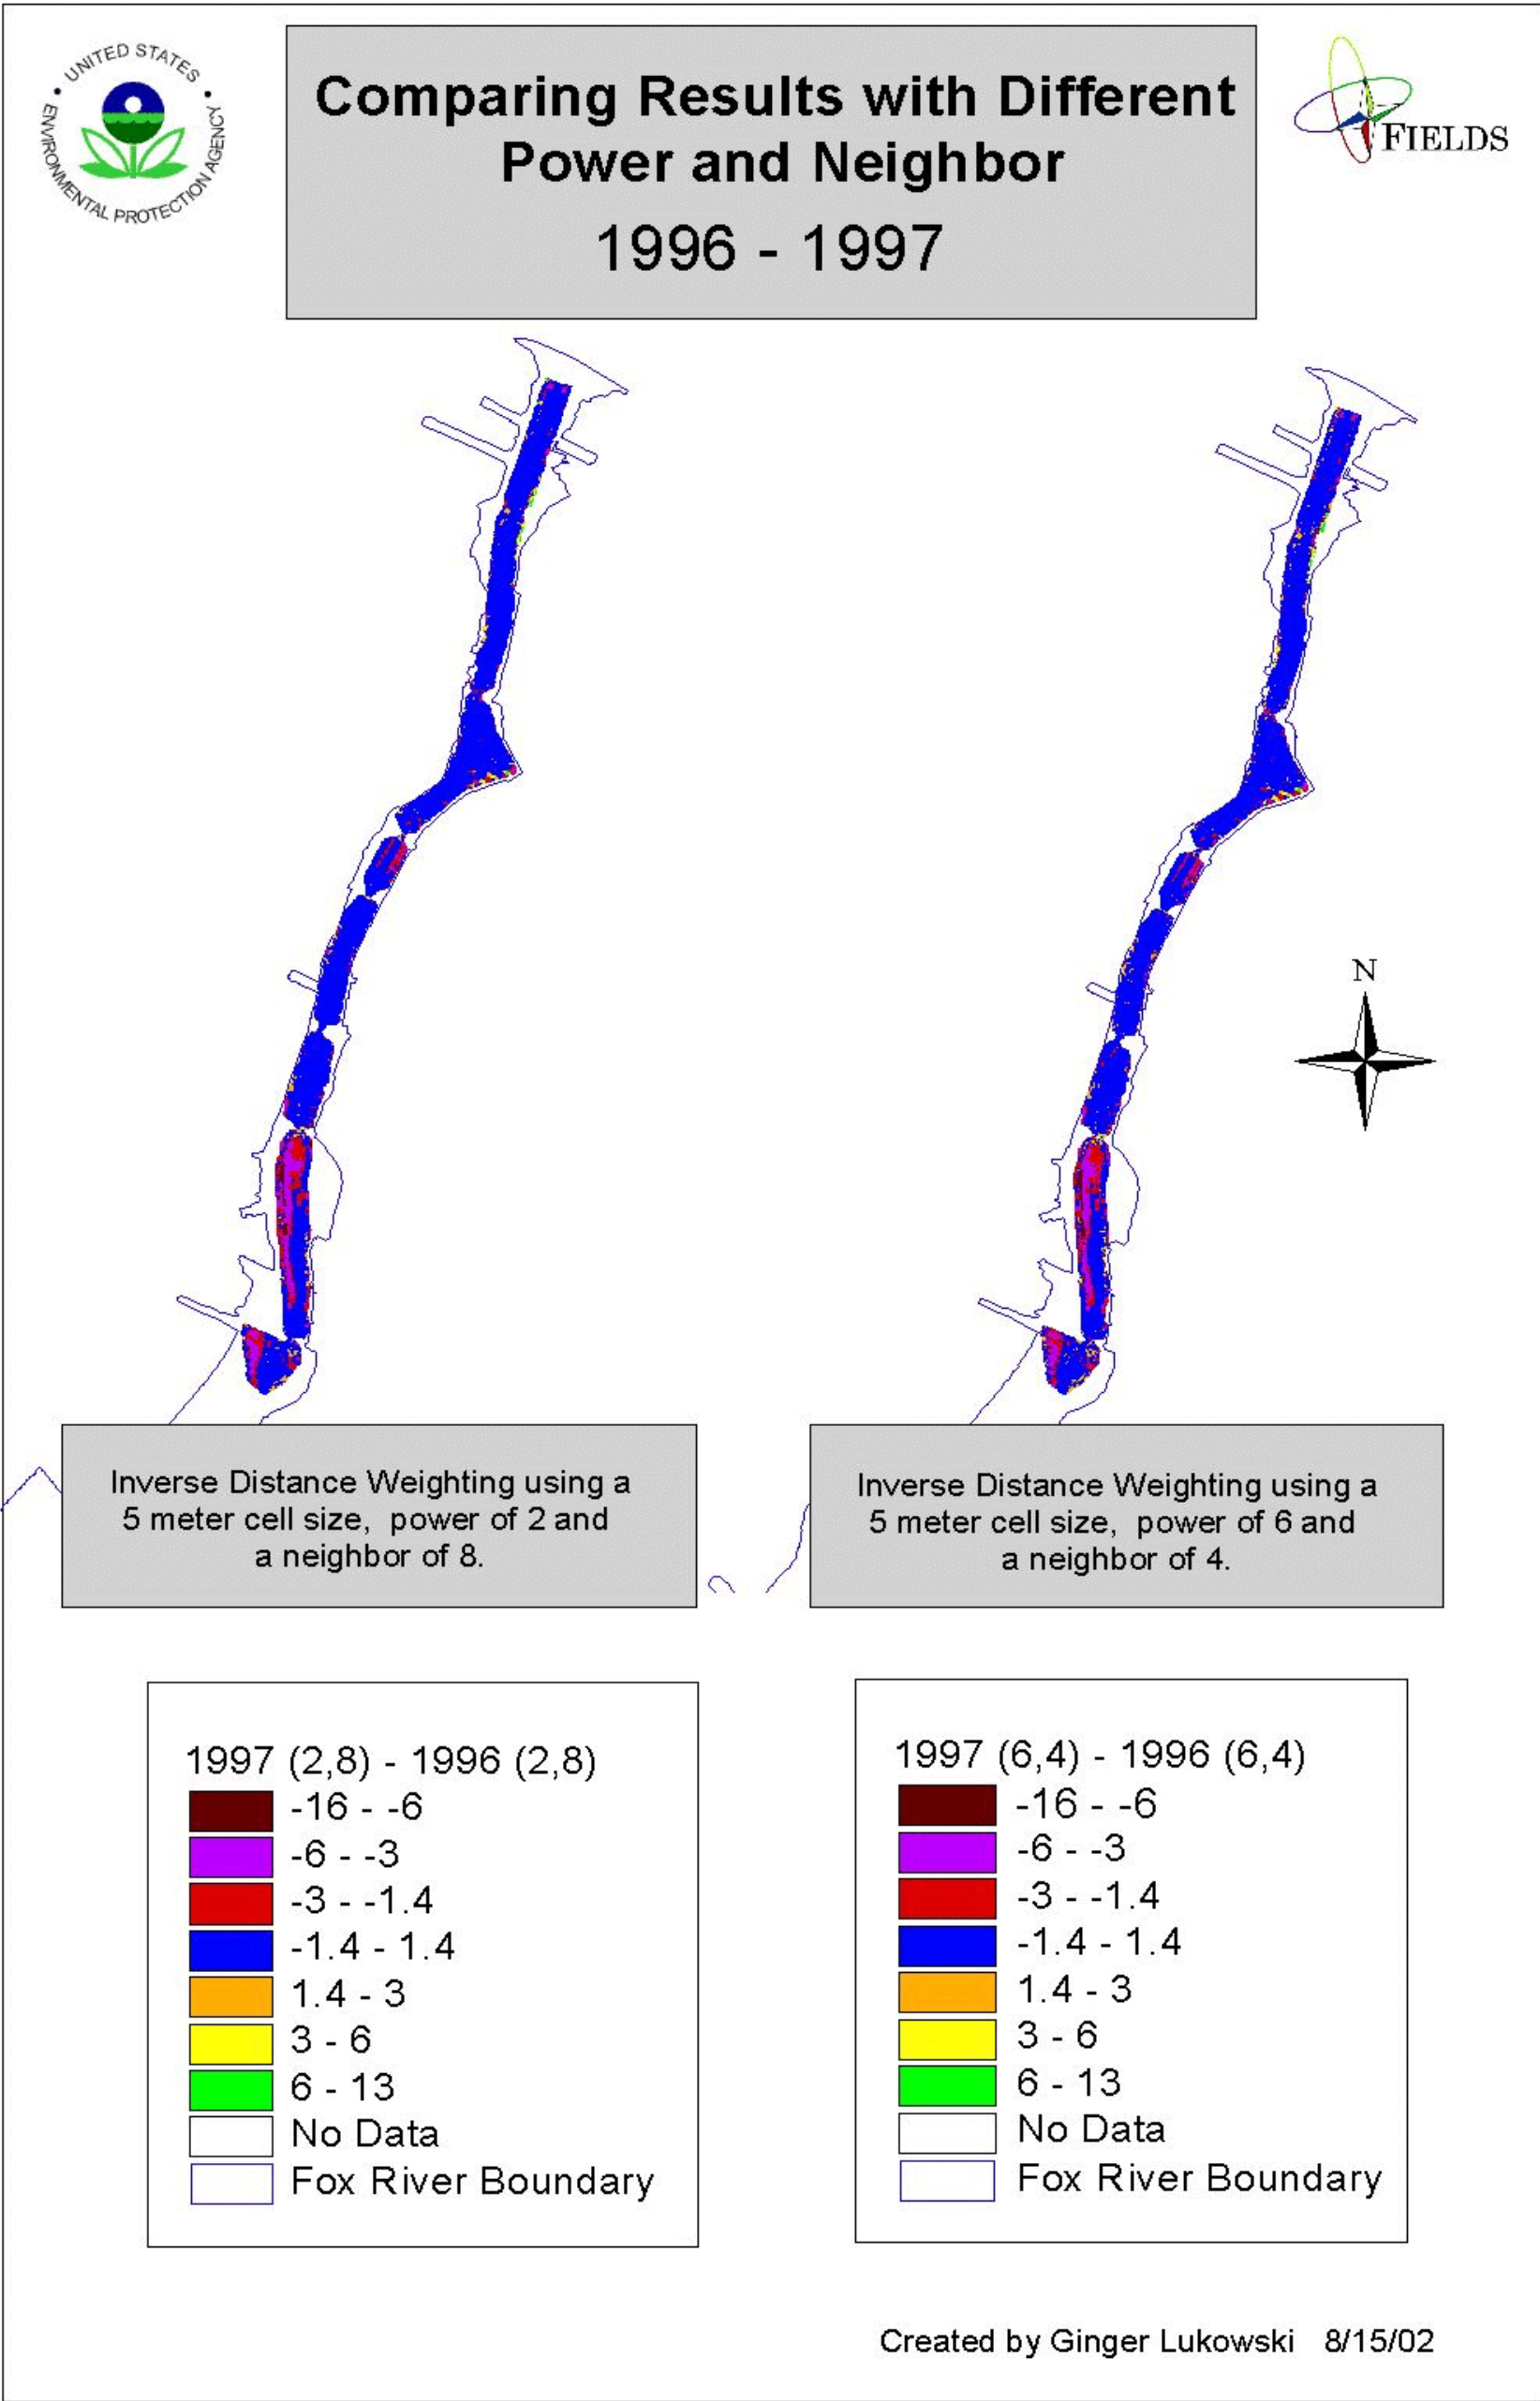 UNITED STATES
ENVIRONMENTAL PROTECTION AGENCY
Comparing Results with Different
Power and Neighbor
1996 - 1997
FIELDS
N
Inverse Distance Weighting using a
5 meter cell size, power of 2 and
a neighbor of 8.
Inverse Distance Weighting using a
5 meter cell size, power of 6 and
a neighbor of 4.
1997 (2,8) - 1996 (2,8)
-16 - -6
-6 - -3
-3 - -1.4
-1.4 - 1.4
1.4 - 3
3 - 6
6 - 13
No Data
Fox River Boundary
1997 (6,4) - 1996 (6,4)
-16 - -6
-6 - -3
-3 - -1.4
-1.4 - 1.4
1.4 - 3
3 - 6
6 - 13
No Data
Fox River Boundary
Created by Ginger Lukowski 8/15/02